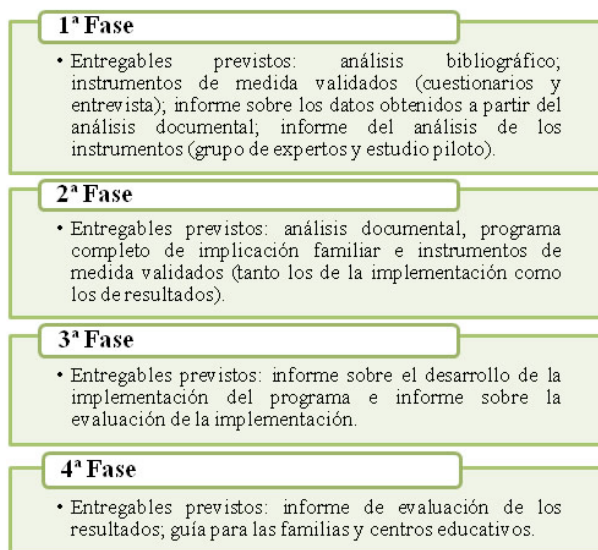 1ª Fase
• Entregables previstos: análisis bibliográfico;
instrumentos de medida validados (cuestionarios y
entrevista); informe sobre los datos obtenidos a partir del
análisis documental; informe del análisis de los
instrumentos (grupo de expertos y estudio piloto).
2ª Fase
• Entregables previstos: análisis documental, programa
completo de implicación familiar e instrumentos de
medida validados (tanto los de la implementación como
los de resultados).
3ª Fase
• Entregables previstos: informe sobre el desarrollo de la
implementación del programa e informe sobre la
evaluación de la implementación.
4ª Fase
• Entregables previstos: informe de evaluación de los
resultados; guía para las familias y centros educativos.